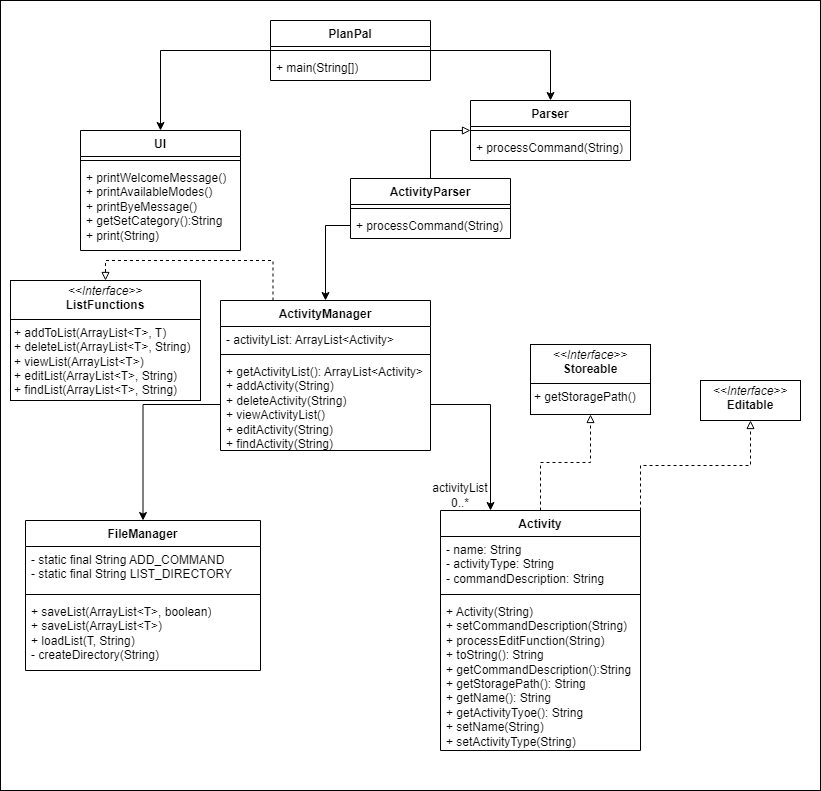 PlanPal
+ main(String[])
Parser
+ processCommand(String)
UI
+ printWelcomeMessage()
+ printAvailableModes()
+ printByeMessage()
+ getSetCategory():String
+ print(String)
ActivityParser
+ processCommand(String)
<<Interface>>
ListFunctions
+ addToList(ArrayList<T>, T)
+ deleteList(ArrayList<T>, String)
+ viewList(ArrayList<T>)
+ editList(ArrayList<T>, String)
+ findList(ArrayList<T>, String)
ActivityManager
- activityList: ArrayList<Activity>
+ getActivityList(): ArrayList<Activity>
+ addActivity(String)
+ deleteActivity(String)
+ viewActivityList()
+ editActivity(String)
+ findActivity(String)
<<Interface>>
Storeable
+ getStoragePath()
<<Interface>>
Editable
activityList
0..*
FileManager
- static final String ADD_COMMAND
- static final String LIST_DIRECTORY
+ saveList(ArrayList<T>, boolean)
+ saveList(ArrayList<T>)
+ loadList(T, String)
- createDirectory(String)
Activity
- name: String
- activityType: String
- commandDescription: String
+ Activity(String)
+ setCommandDescription(String)
+ processEditFunction(String)
+ toString(): String
+ getCommandDescription():String
+ getStoragePath(): String
+ getName(): String
+ getActivityTyoe(): String
+ setName(String)
+ setActivityType(String)